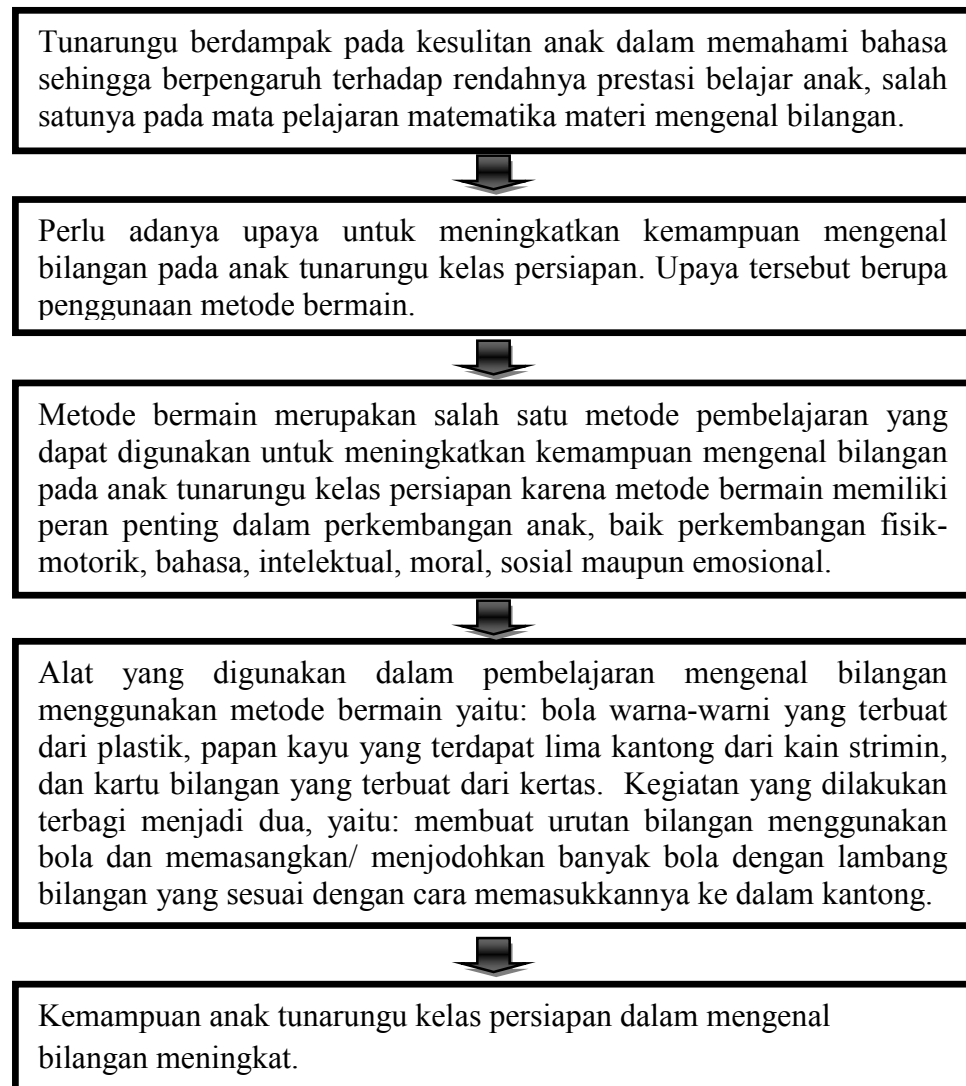 Tunarungu berdampak pada kesulitan anak dalam memahami bahasa
sehingga berpengaruh terhadap rendahnya prestasi belajar anak, salah
satunya pada mata pelajaran matematika materi mengenal bilangan.
Perlu adanya upaya untuk meningkatkan kemampuan mengenal
bilangan pada anak tunarungu kelas persiapan. Upaya tersebut berupa
penggunaan metode bermain.
Metode bermain merupakan salah satu metode pembelajaran yang
dapat digunakan untuk meningkatkan kemampuan mengenal bilangan
pada anak tunarungu kelas persiapan karena metode bermain memiliki
peran penting dalam perkembangan anak, baik perkembangan fisik-
motorik, bahasa, intelektual, moral, sosial maupun emosional.
Alat yang digunakan dalam pembelajaran mengenal bilangan
menggunakan metode bermain yaitu: bola warna-warni yang terbuat
dari plastik, papan kayu yang terdapat lima kantong dari kain strimin,
dan kartu bilangan yang terbuat dari kertas. Kegiatan yang dilakukan
terbagi menjadi dua, yaitu: membuat urutan bilangan menggunakan
bola dan memasangkan/ menjodohkan banyak bola dengan lambang
bilangan yang sesuai dengan cara memasukkannya ke dalam kantong.
Kemampuan anak tunarungu kelas persiapan dalam mengenal
bilangan meningkat.